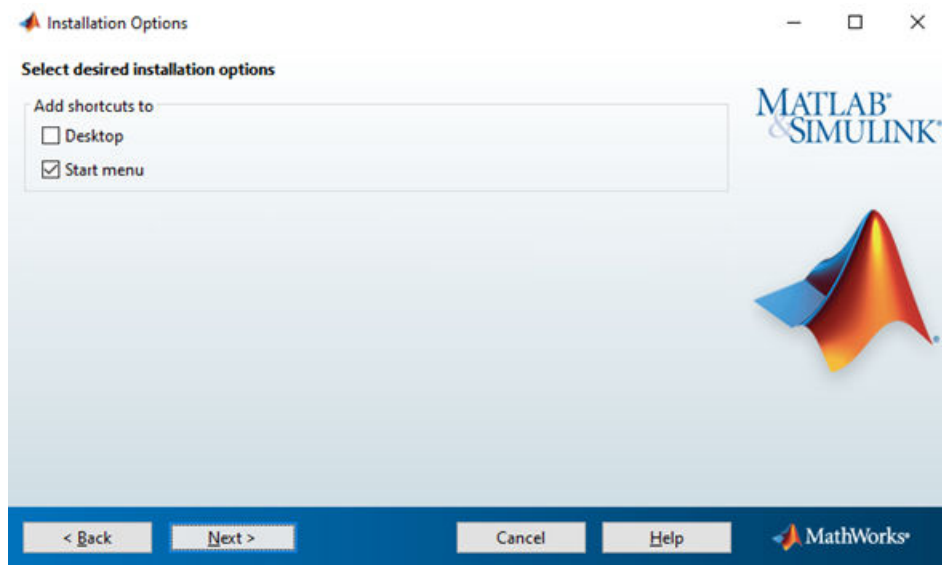 Installation Options
Select desired installation options
Add shortcuts to
Desktop
Start menu
MATLAB®
&SIMULINK®
< Back
Next >
Cancel
Help
MathWorks®